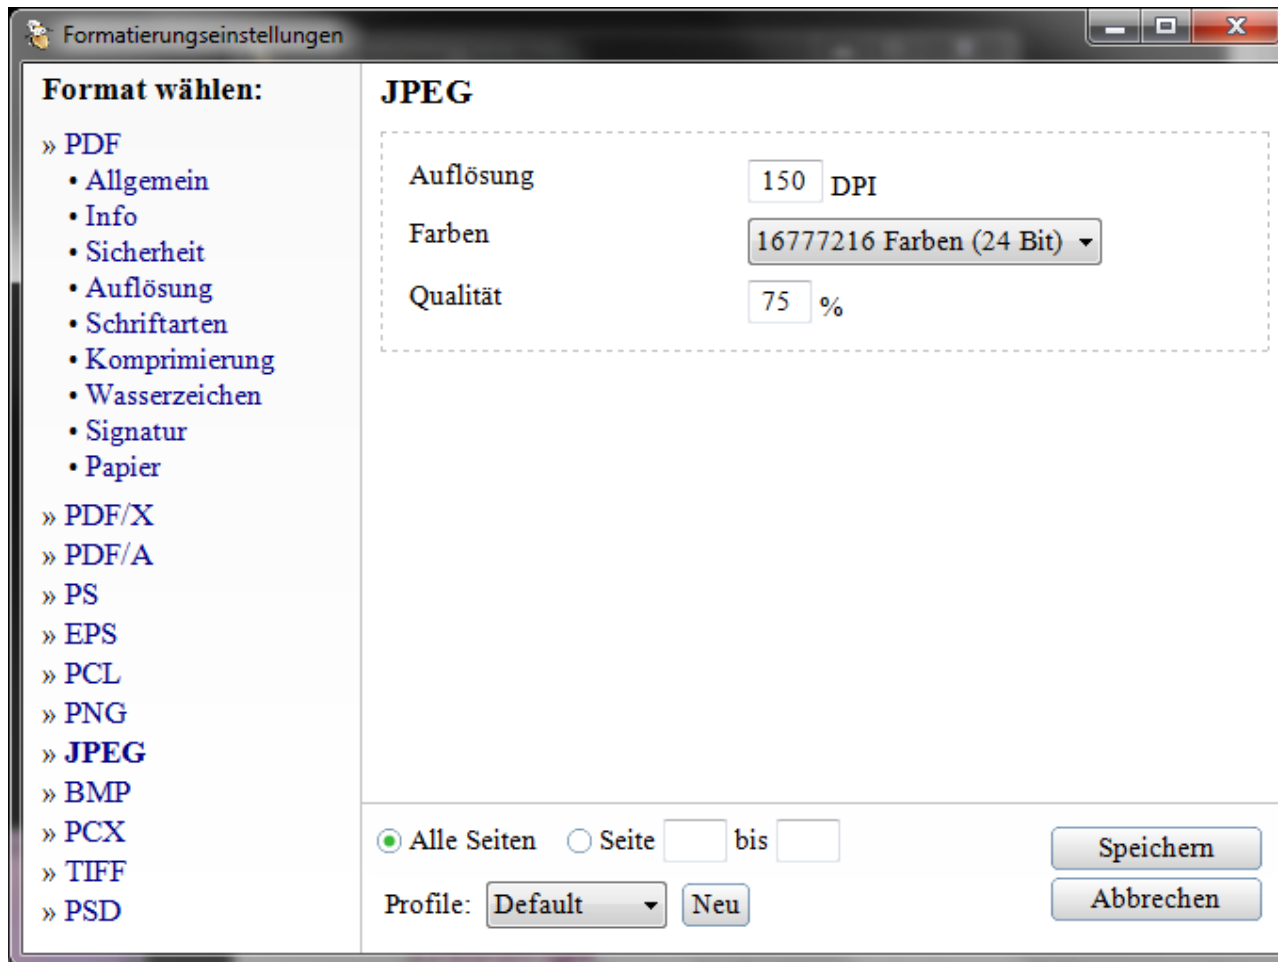 Formatierungseinstellungen
Format wählen:
» PDF
• Allgemein
• Info
• Sicherheit
• Auflösung
• Schriftarten
• Komprimierung
• Wasserzeichen
• Signatur
• Papier
» PDF/X
» PDF/A
» PS
» EPS
» PCL
» PNG
» JPEG
» BMP
» PCX
» TIFF
» PSD
JPEG
Auflösung 150 DPI
Farben 16777216 Farben (24 Bit)
Qualität 75 %
Alle Seiten Seite bis
Profile: Default Neu
Speichern
Abbrechen